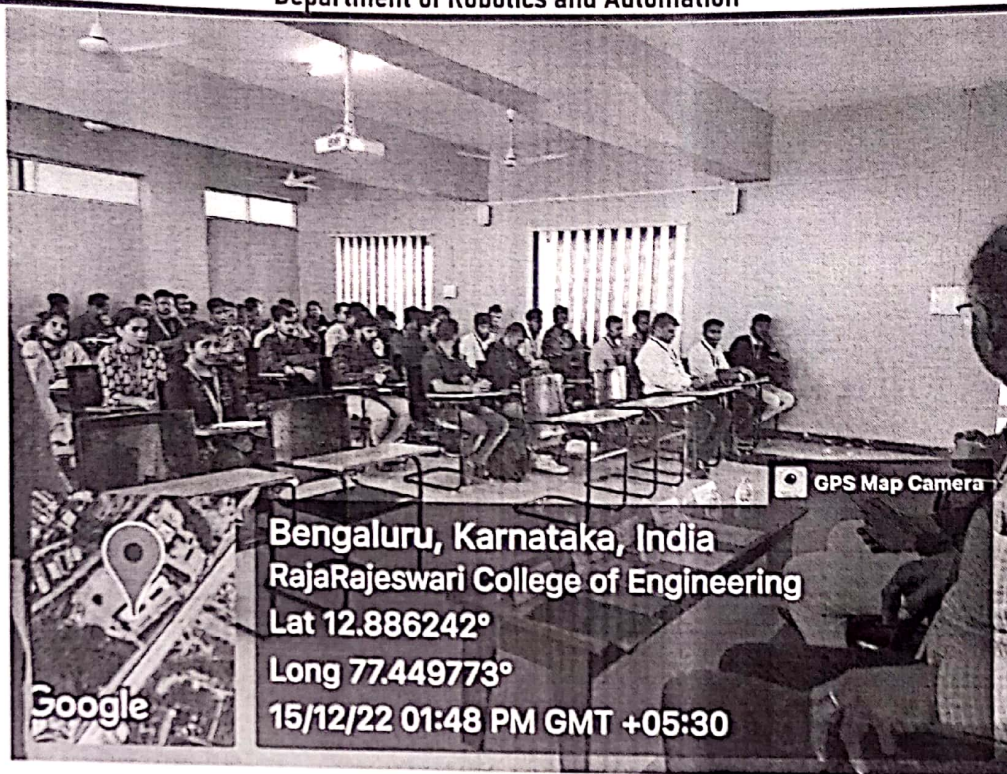 Department of Robotics and Automation
GPS Map Camera
Bengaluru, Karnataka, India
RajaRajeswari College of Engineering
Lat 12.886242°
Long 77.449773°
15/12/22 01:48 PM GMT +05:30
Google